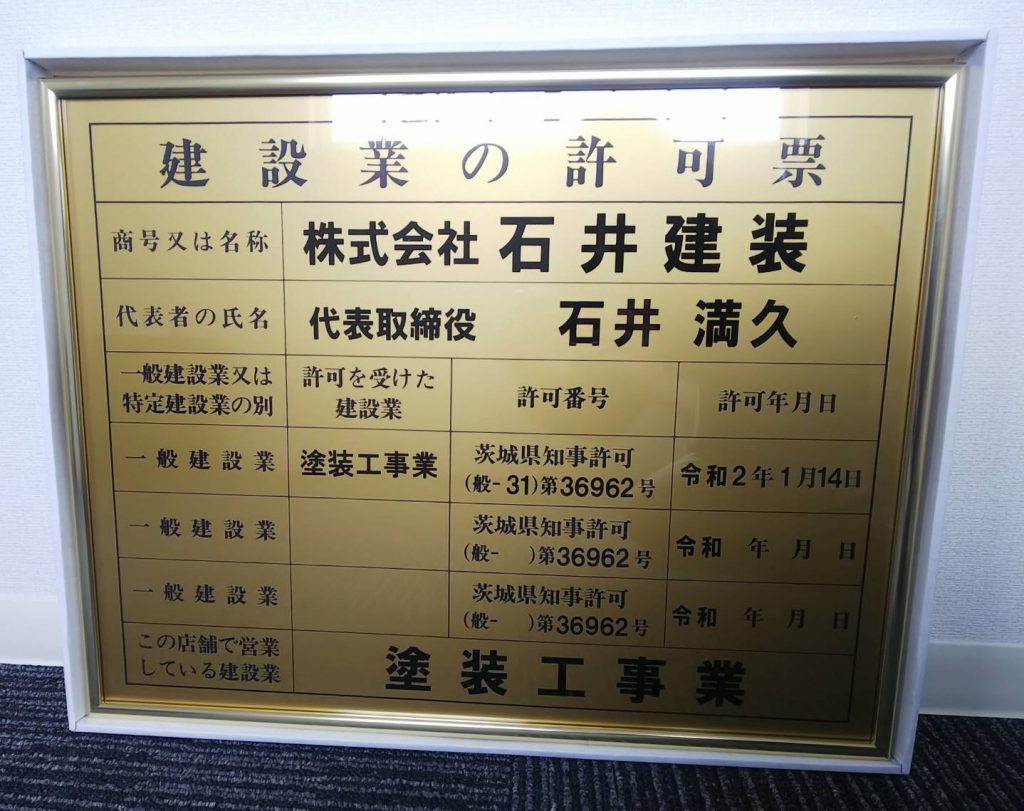 建設業の許可票
商号又は名称 株式会社 石井建装
代表者の氏名 代表取締役 石井 満久
一般建設業又は
特定建設業の別
許可を受けた
建設業
許可番号
許可年月日
一般建設業 塗装工事業
茨城県知事許可
(般-31)第36962号
令和2年1月14日
一般建設業
茨城県知事許可
(般- )第36962号
令和 年 月 日
一般建設業
茨城県知事許可
(般- )第36962号
令和 年 月 日
この店舗で営業
している建設業
塗装工事業